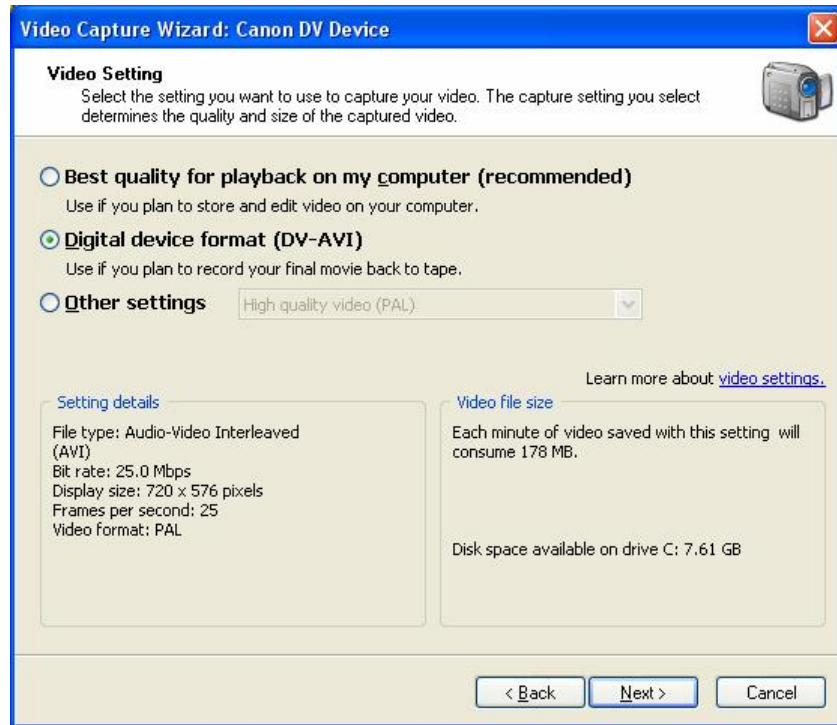 Video Capture Wizard: Canon DV Device
Video Setting
Select the setting you want to use to capture your video. The capture setting you select
determines the quality and size of the captured video.
Best quality for playback on my computer (recommended)
Use if you plan to store and edit video on your computer.
Digital device format (DV-AVI)
Use if you plan to record your final movie back to tape.
Other settings
High quality video (PAL)
Learn more about video settings.
Setting details
File type: Audio-Video Interleaved
(AVI)
Bit rate: 25.0 Mbps
Display size: 720 x 576 pixels
Frames per second: 25
Video format: PAL
Video file size
Each minute of video saved with this setting will
consume 178 MB.
Disk space available on drive C: 7.61 GB
< Back
Next >
Cancel